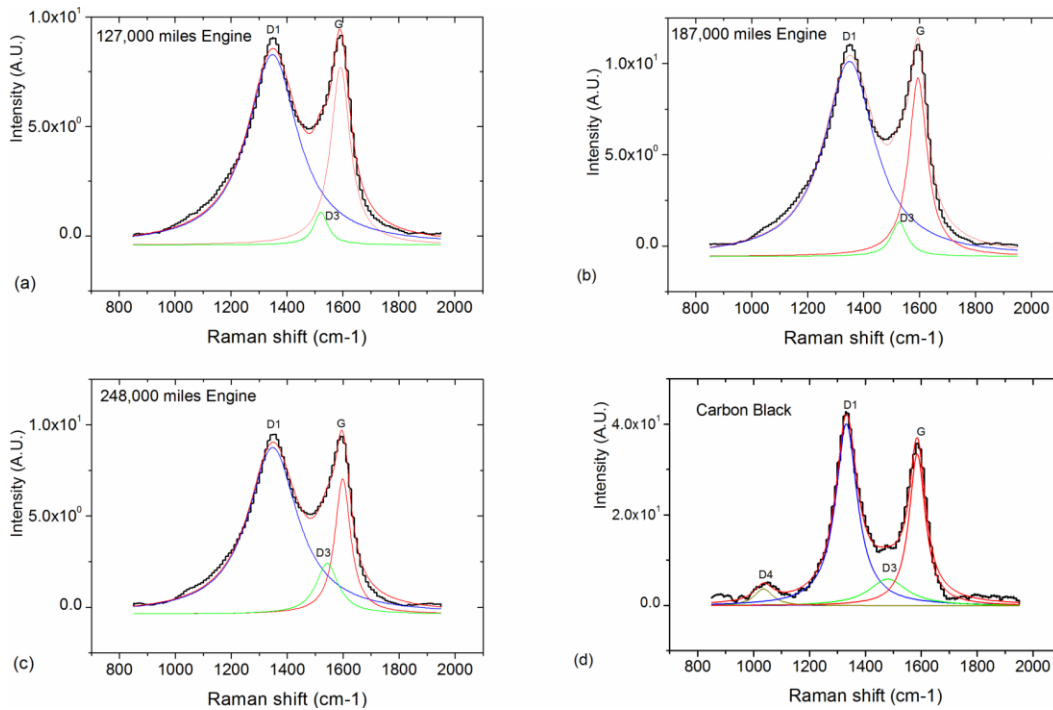 127,000 miles Engine
D1
G
D3
1.0x10¹
5.0x10⁰
0.0
Intensity (A.U.)
800 1000 1200 1400 1600 1800 2000
Raman shift (cm-1)
(a)
187,000 miles Engine
D1
G
D3
1.0x10¹
5.0x10⁰
0.0
Intensity (A.U.)
800 1000 1200 1400 1600 1800 2000
Raman shift (cm-1)
(b)
248,000 miles Engine
D1
G
D3
1.0x10¹
5.0x10⁰
0.0
Intensity (A.U.)
800 1000 1200 1400 1600 1800 2000
Raman shift (cm-1)
(c)
Carbon Black
D1
G
D3
D4
4.0x10¹
2.0x10¹
0.0
Intensity (A.U.)
1000 1200 1400 1600 1800 2000
Raman shift (cm-1)
(d)